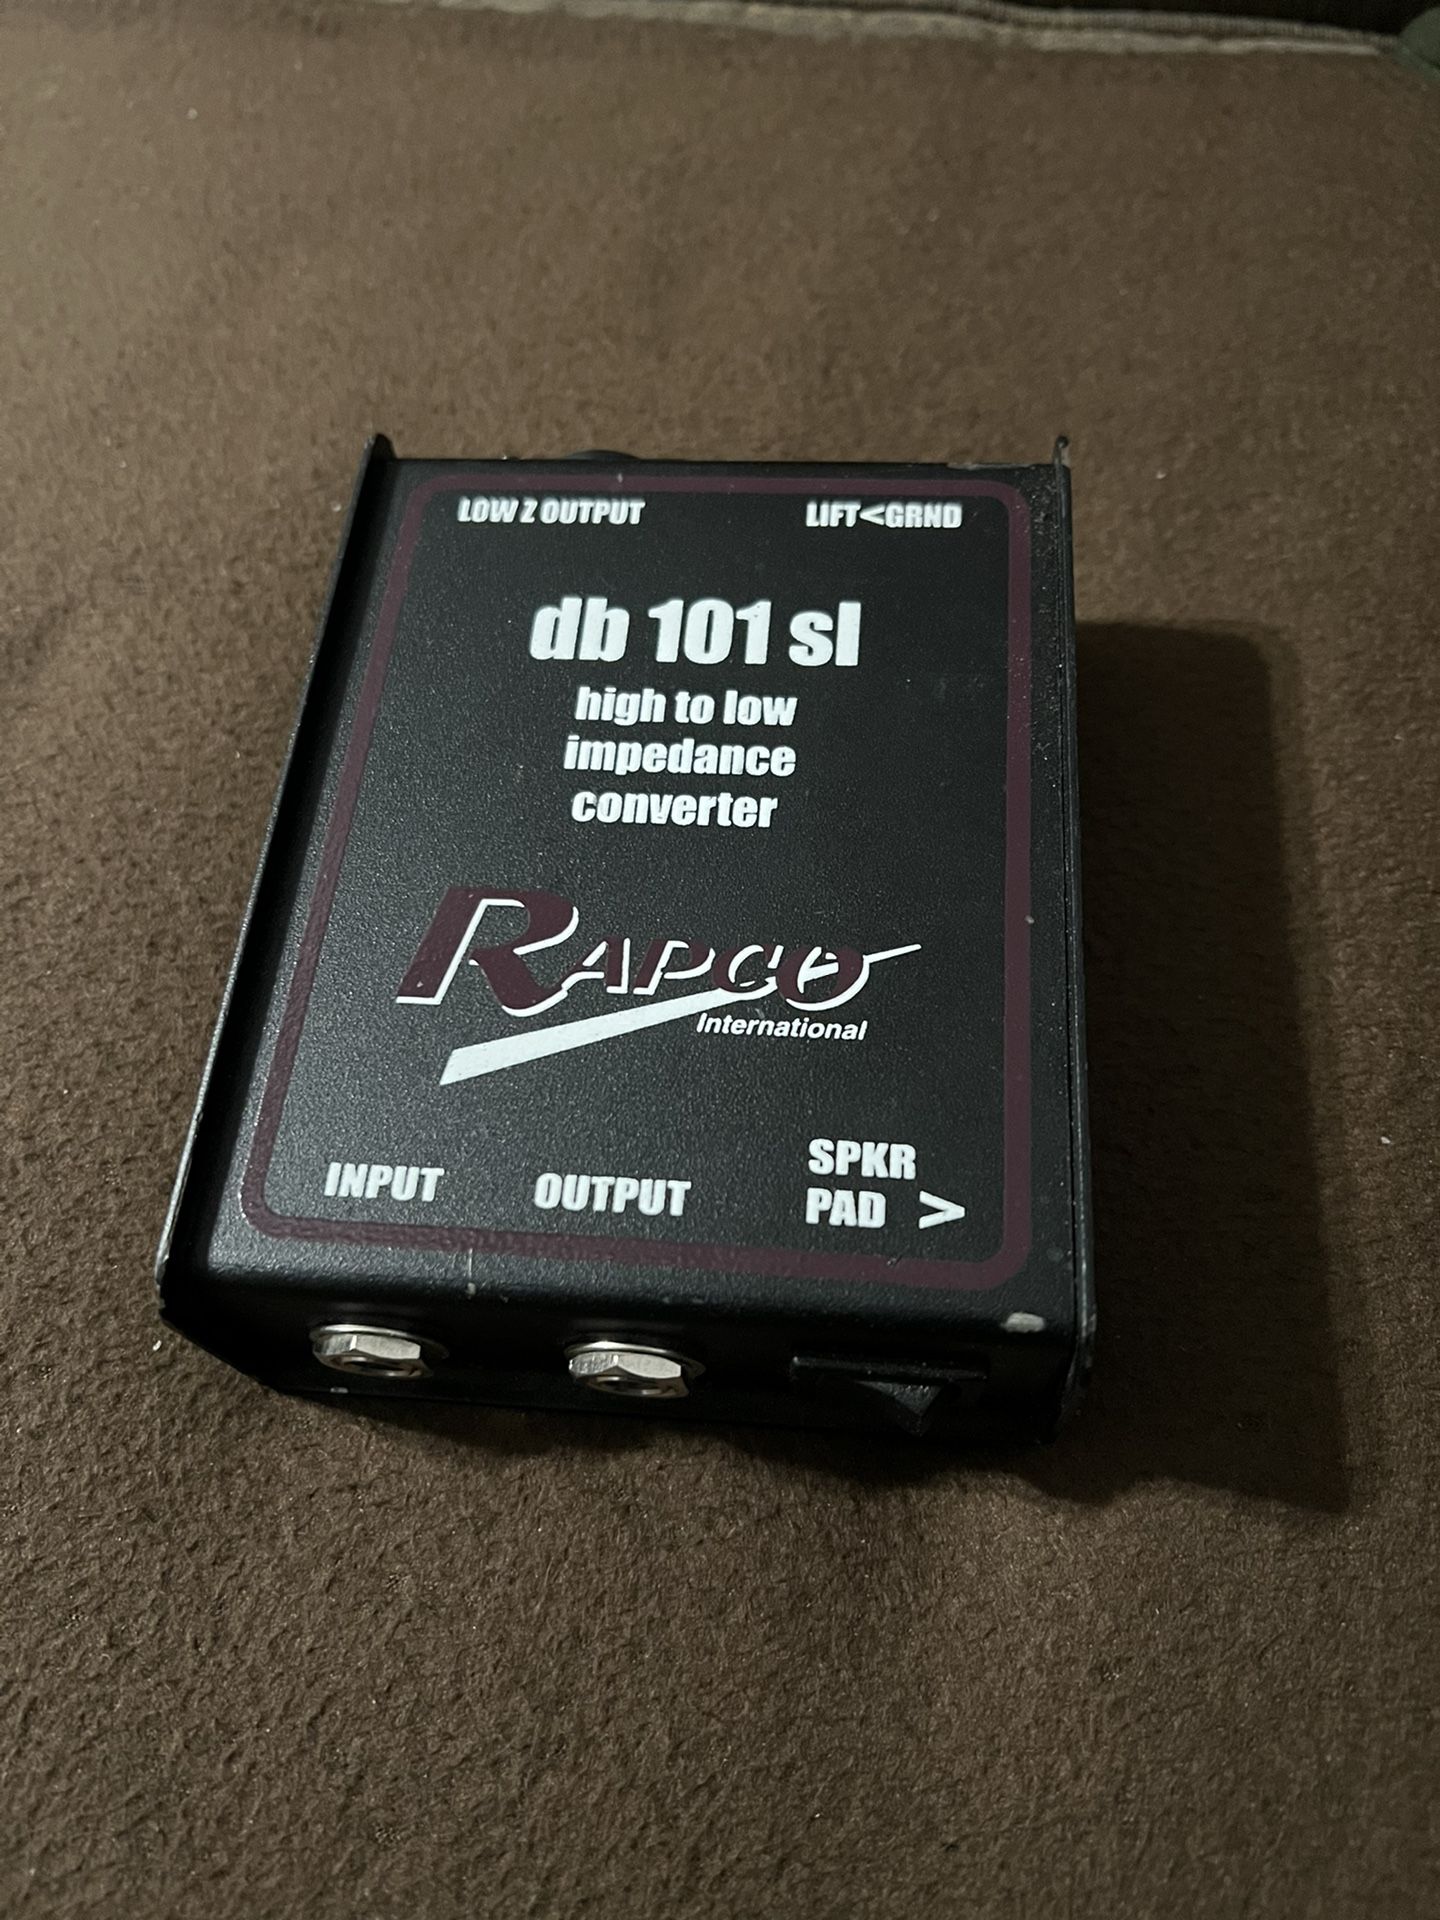 LOW Z OUTPUT LIFT<GRND
db 101 sl
high to low
impedance
converter
RAPCO
International
INPUT OUTPUT SPKR
PAD >